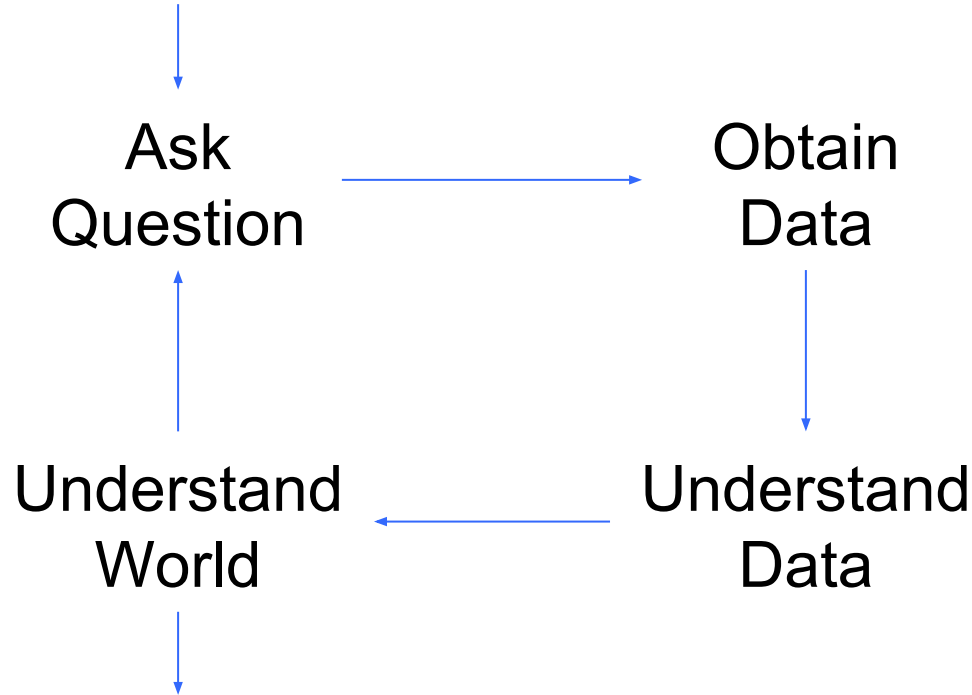 Ask
Question
Obtain
Data
Understand
World
Understand
Data